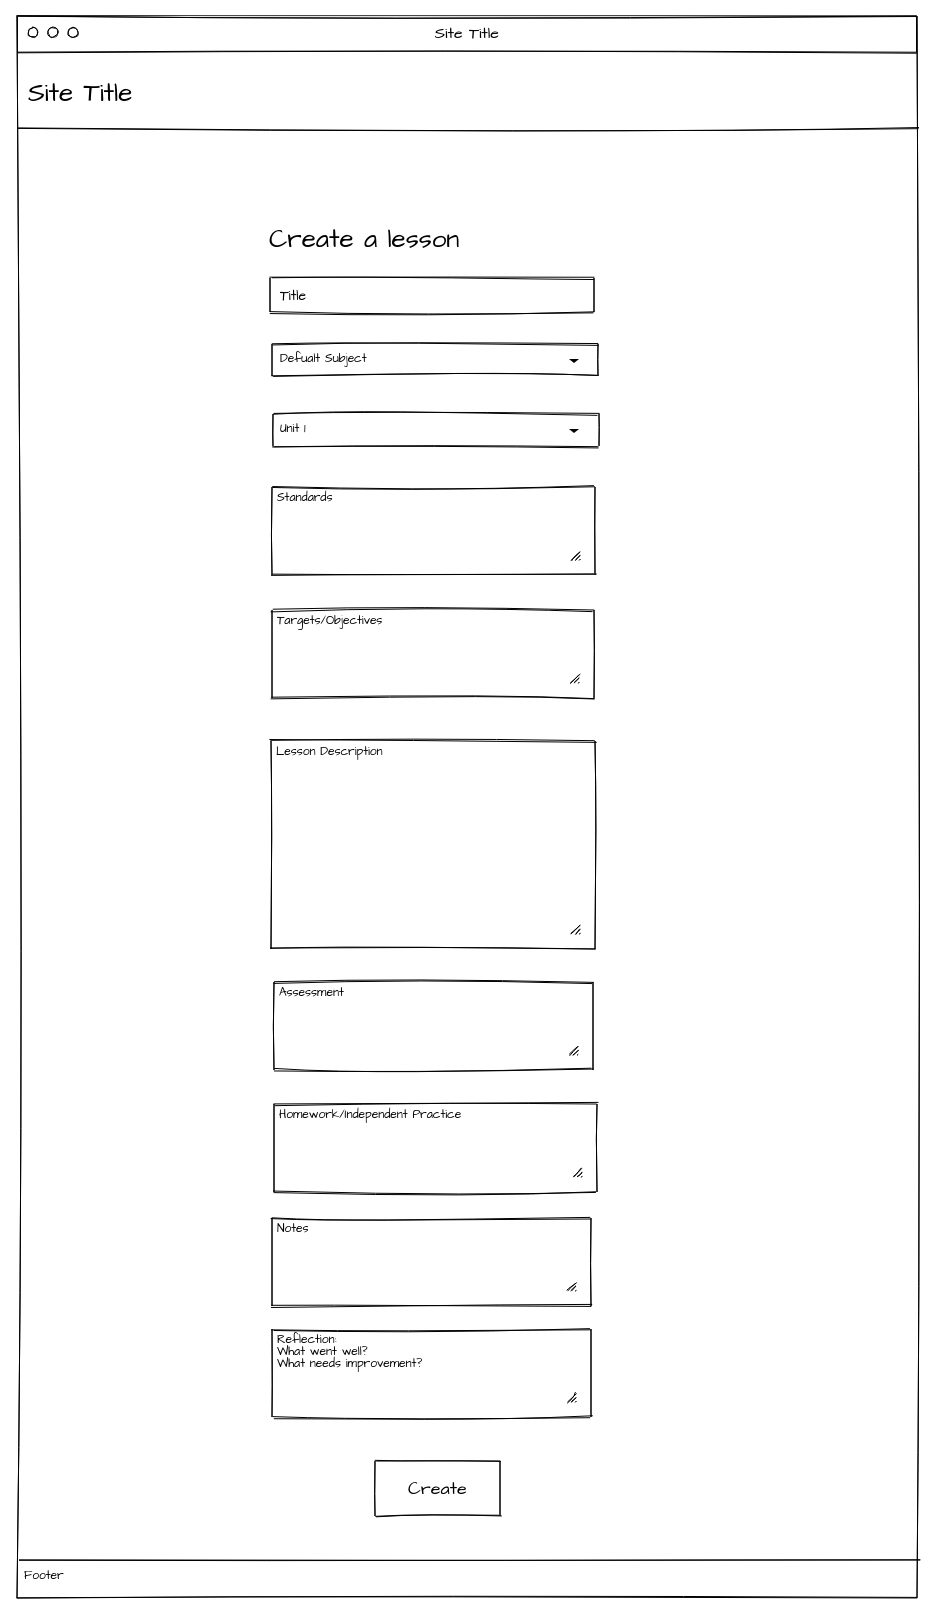 Site Title
Site Title
Create a lesson
Title
Defualt Subject
Unit 1
Standards
Targets/Objectives
Lesson Description
Assessment
Homework/Independent Practice
Notes
Reflection:
What went well?
What needs improvement?
Create
Footer